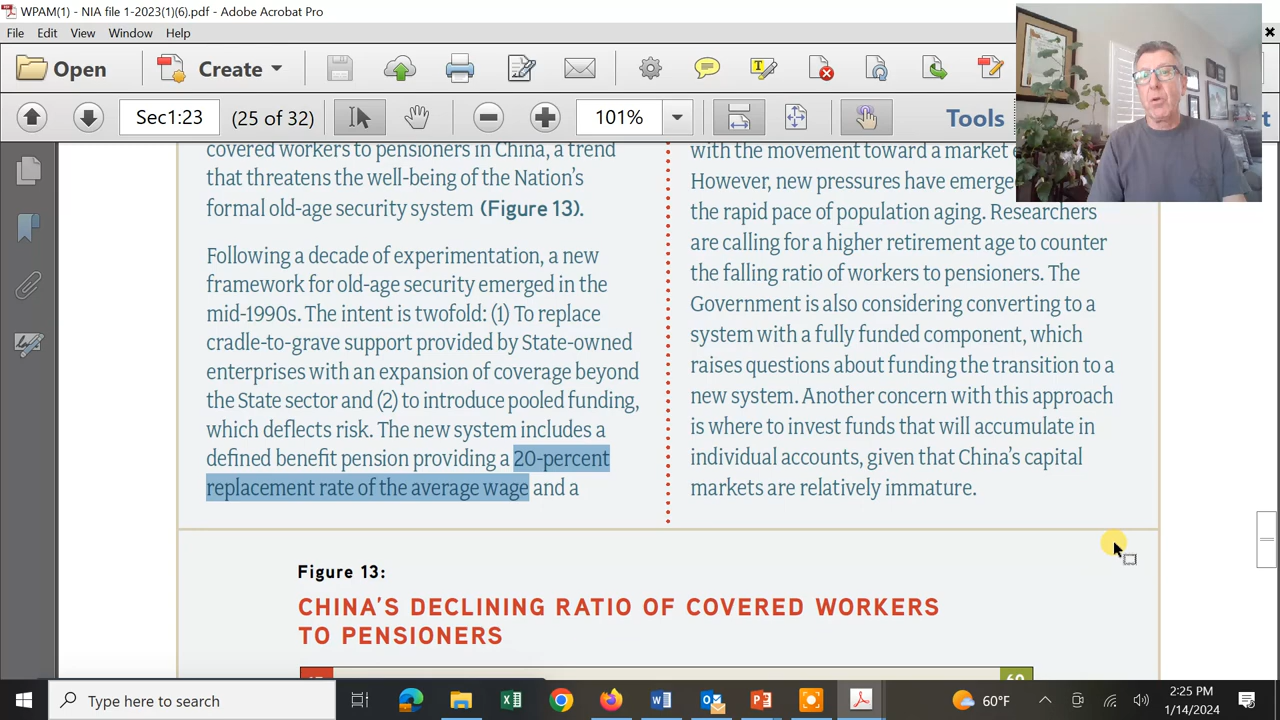 WPAM(1) - NIA file 1-2023(1)(6).pdf - Adobe Acrobat Pro
File Edit View Window Help
Open Create
Sec1:23 (25 of 32) 101% Tools
covered workers to pensioners in China, a trend
that threatens the well-being of the Nation's
formal old-age security system (Figure 13).
Following a decade of experimentation, a new
framework for old-age security emerged in the
mid-1990s. The intent is twofold: (1) To replace
cradle-to-grave support provided by State-owned
enterprises with an expansion of coverage beyond
the State sector and (2) to introduce pooled funding,
which deflects risk. The new system includes a
defined benefit pension providing a 20-percent
replacement rate of the average wage and a
with the movement toward a market
However, new pressures have emerge
the rapid pace of population aging. Researchers
are calling for a higher retirement age to counter
the falling ratio of workers to pensioners. The
Government is also considering converting to a
system with a fully funded component, which
raises questions about funding the transition to a
new system. Another concern with this approach
is where to invest funds that will accumulate in
individual accounts, given that China's capital
markets are relatively immature.
Figure 13:
CHINA'S DECLINING RATIO OF COVERED WORKERS
TO PENSIONERS
Type here to search
60°F
2:25 PM
1/14/2024